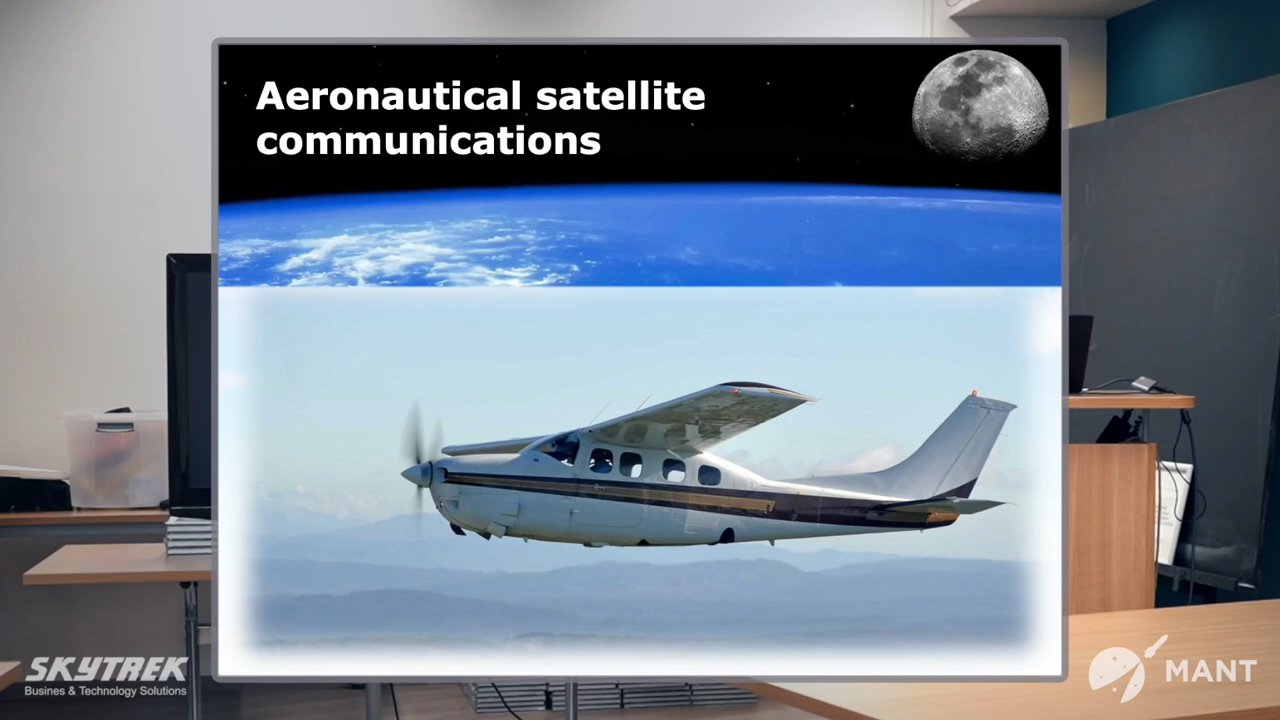 Aeronautical satellite
communications
SKYTREK
Busines & Technology Solutions
MANT